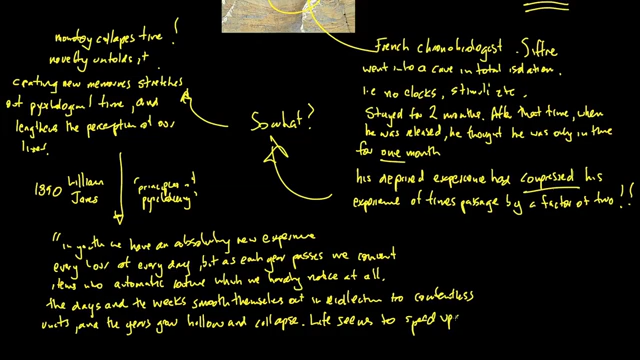 monotony collapses time !
novelty unfolds it.
creating new memories stretches
out pyschological time, and
lengthens the perception of our
lives.
1890 William
James
"principles of
pyschology"
So what?
French chronobiologist. Siffre
went into a cave in total isolation.
i.e no clocks, stimuli etc.
Stayed for 2 months. After that time, when
he was released, he thought he was only in there
for one month
his deprived experience had compressed his
experience of times passage by a factor of two !!
"In youth we have an absolutely new experience
every hour of every day, but as each year passes we convert
items into automatic routine which we hardly notice at all.
the days and the weeks smooth themselves out in recollection to contentless
units, and the years grow hollow and collapse. Life seems to speed up